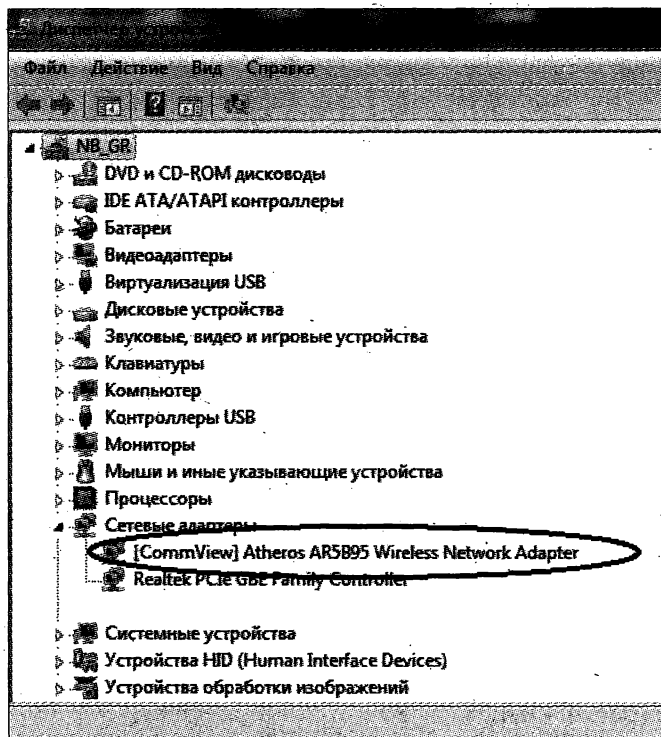 Диспетчер устройств
Файл Действие Вид Справка
NB_GR
DVD и CD-ROM дисководы
IDE ATA/ATAPI контроллеры
Батареи
Видеоадаптеры
Виртуализация USB
Дисковые устройства
Звуковые, видео и игровые устройства
Клавиатуры
Компьютер
Контроллеры USB
Мониторы
Мыши и иные указывающие устройства
Процессоры
Сетевые адаптеры
[CommView] Atheros AR5B95 Wireless Network Adapter
Realtek PCIe GBE Family Controller
Системные устройства
Устройства HID (Human Interface Devices)
Устройства обработки изображений